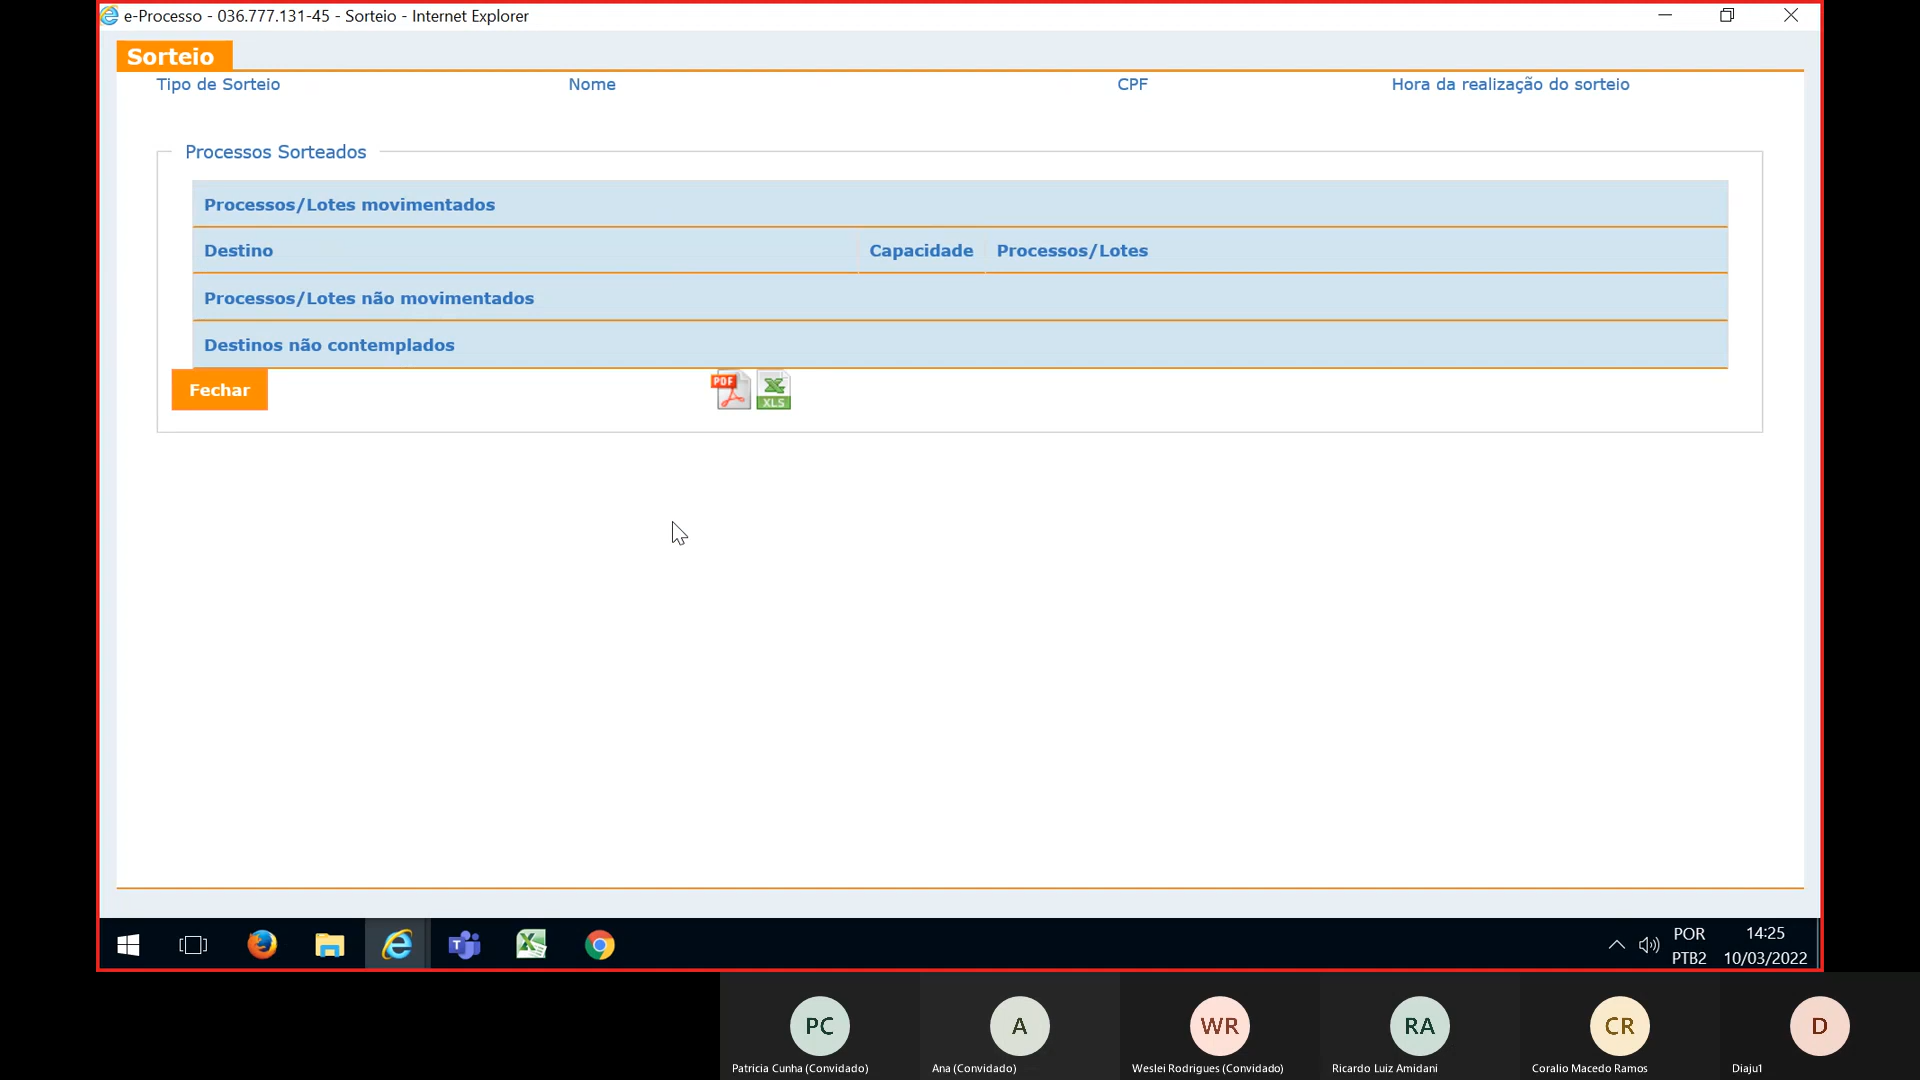 e-Processo - 036.777.131-45 - Sorteio - Internet Explorer
Sorteio
Tipo de Sorteio Nome CPF Hora da realização do sorteio
Processos Sorteados
Processos/Lotes movimentados
Destino Capacidade Processos/Lotes
Processos/Lotes não movimentados
Destinos não contemplados
Fechar PDF XLS
POR 14:25
PTB2 10/03/2022
PC A WR RA CR D
Patricia Cunha (Convidado) Ana (Convidado) Weslei Rodrigues (Convidado) Ricardo Luiz Amidani Coralio Macedo Ramos Diaju1